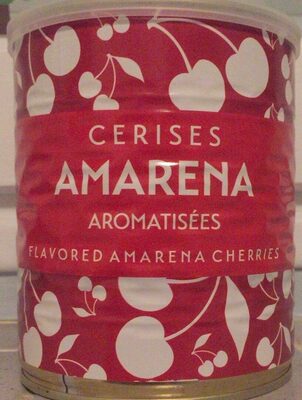 CERISES
AMARENA
AROMATISÉES
FLAVORED AMARENA CHERRIES